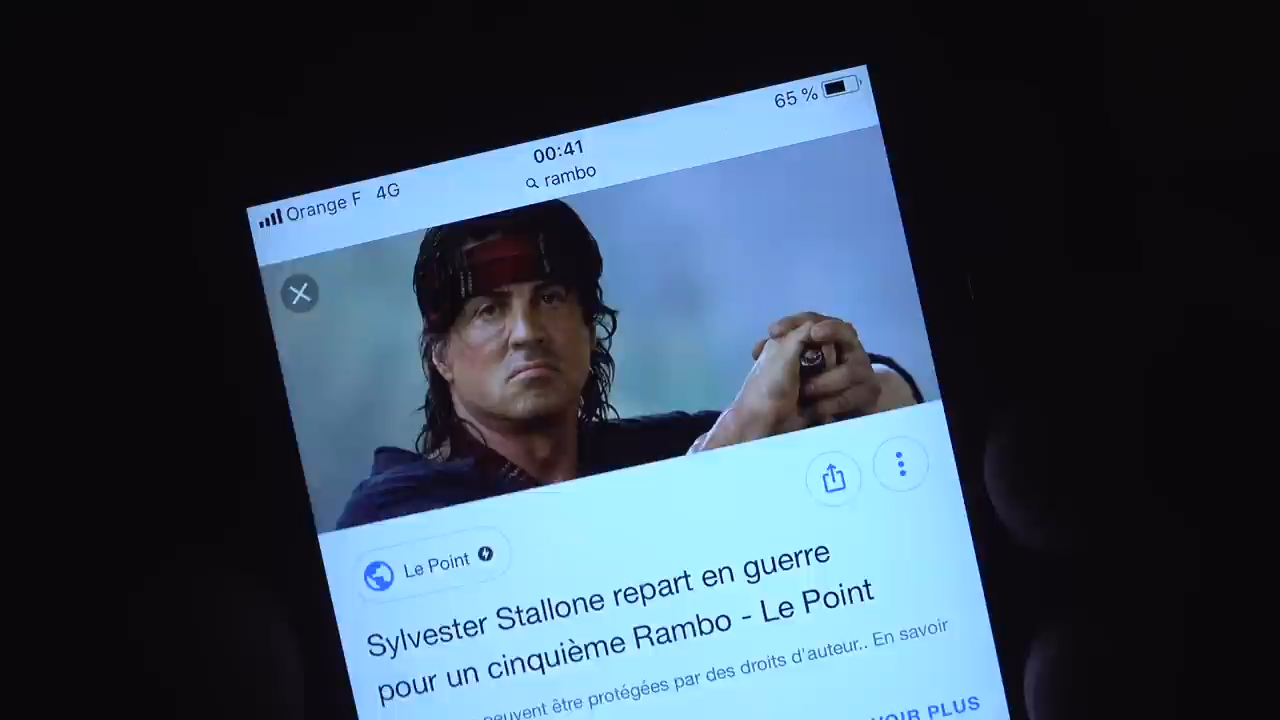 65 %
00:41
Orange F 4G
rambo
Le Point
Sylvester Stallone repart en guerre
pour un cinquième Rambo - Le Point
peuvent être protégées par des droits d'auteur.. En savoir
PLUS